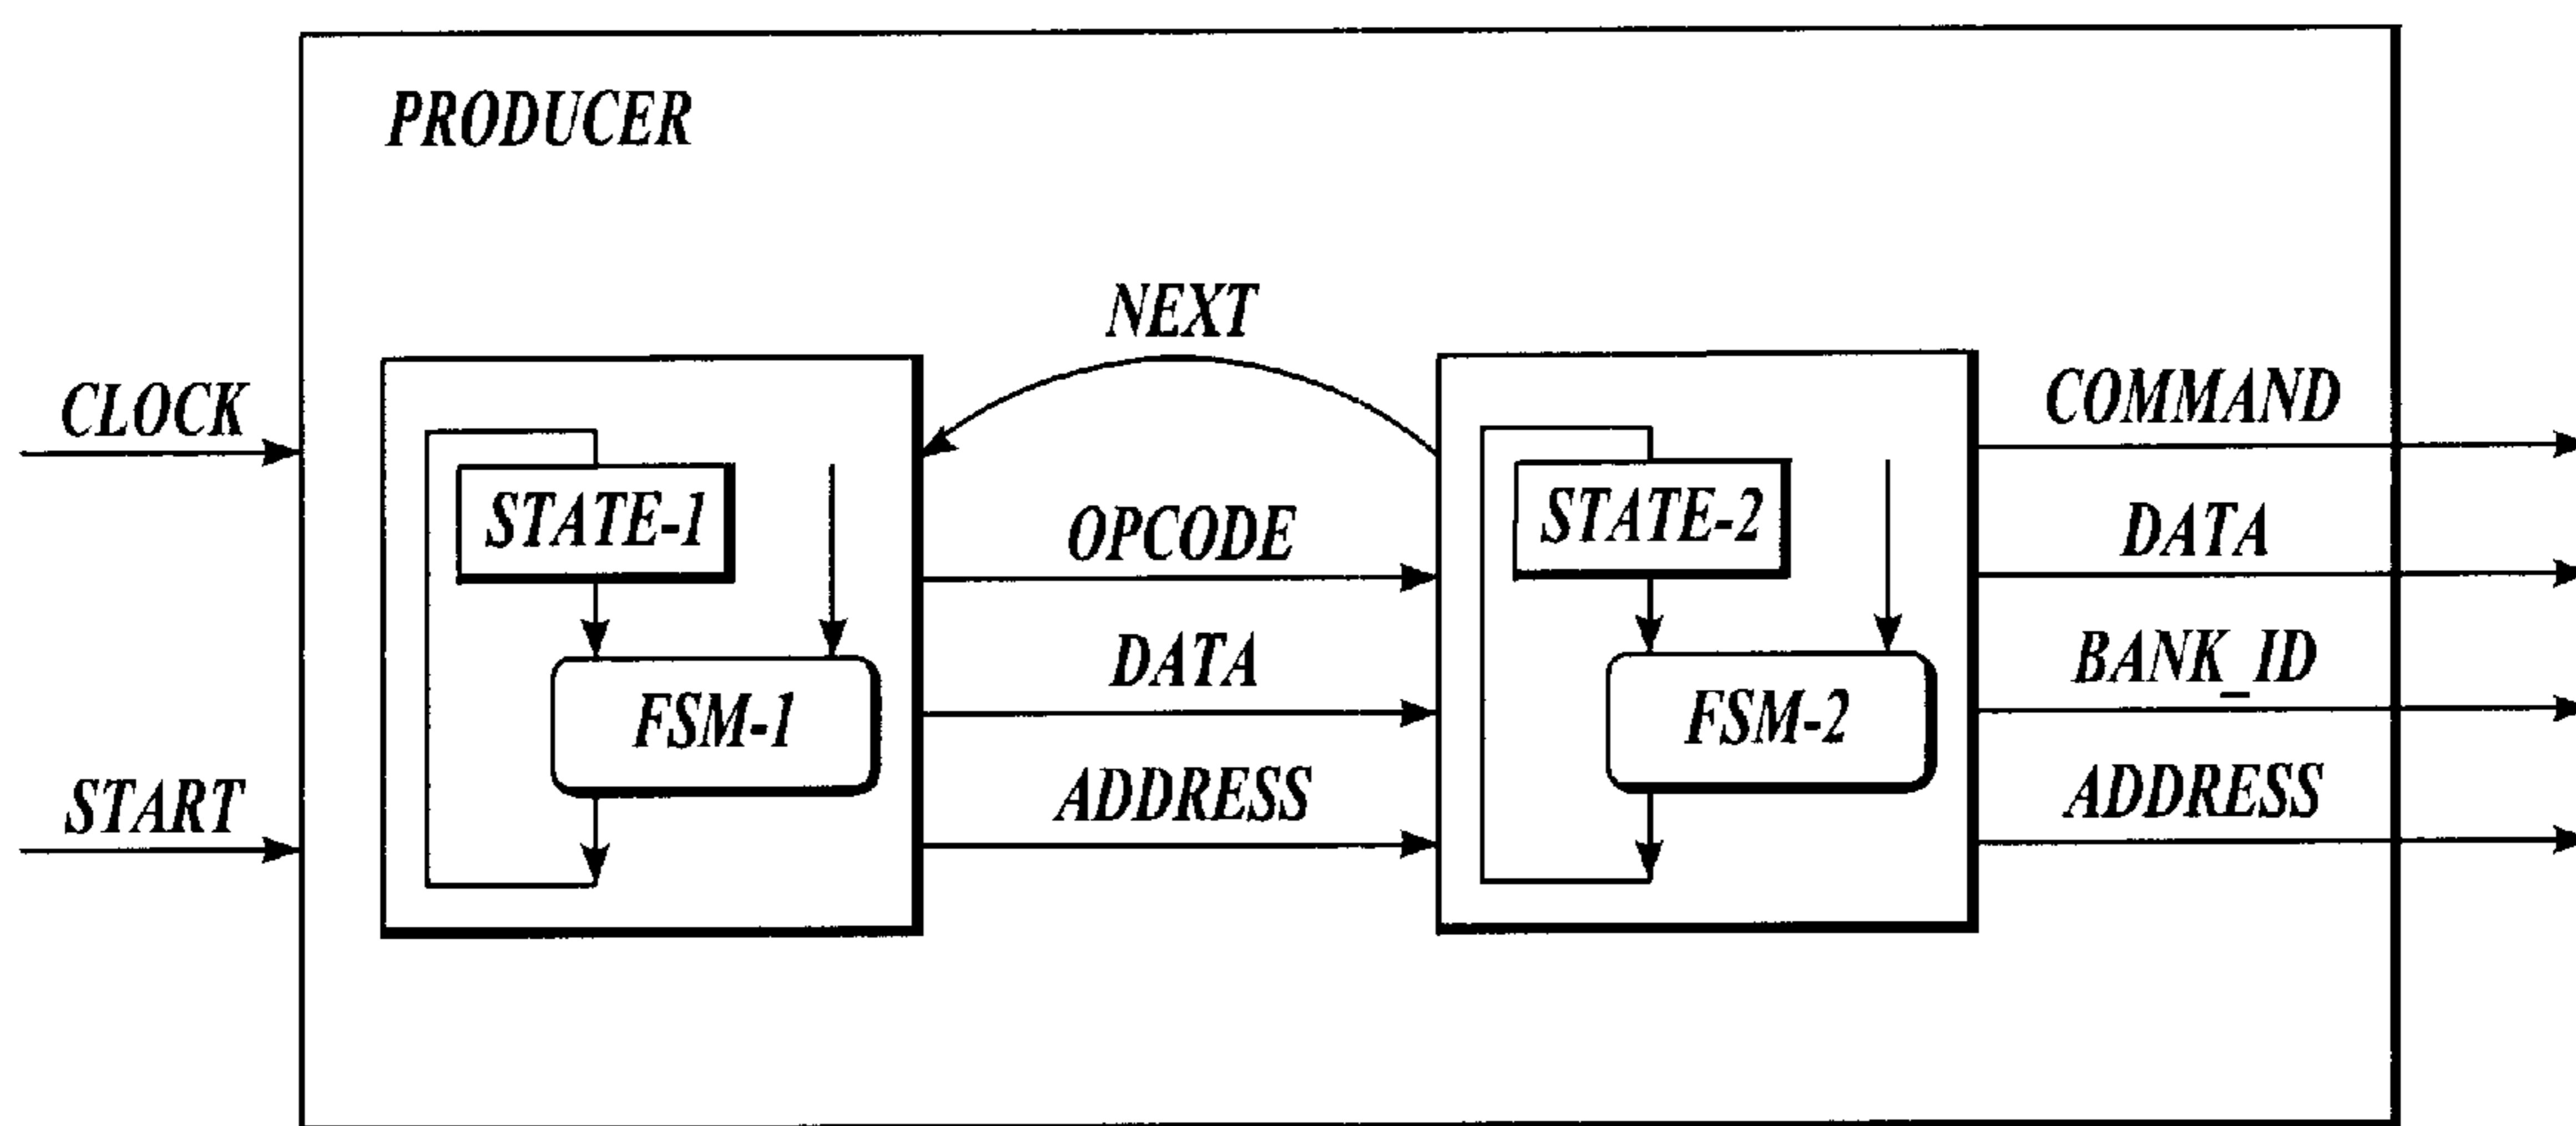 PRODUCER
NEXT
CLOCK
COMMAND
STATE-1
OPCODE
STATE-2
DATA
FSM-1
DATA
FSM-2
BANK_ID
START
ADDRESS
ADDRESS